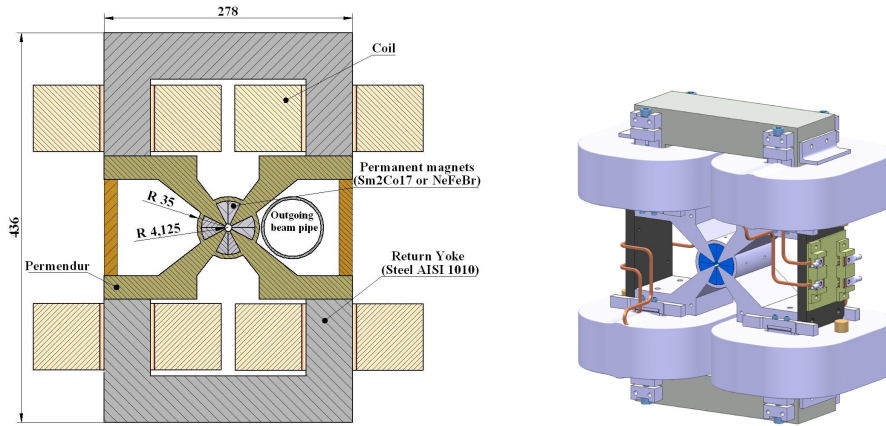 278
Coil
Permanent magnets
(Sm2Co17 or NeFeBr)
R 35
436
R 4,125
Outgoing
beam pipe
Permendur
Return Yoke
(Steel AISI 1010)